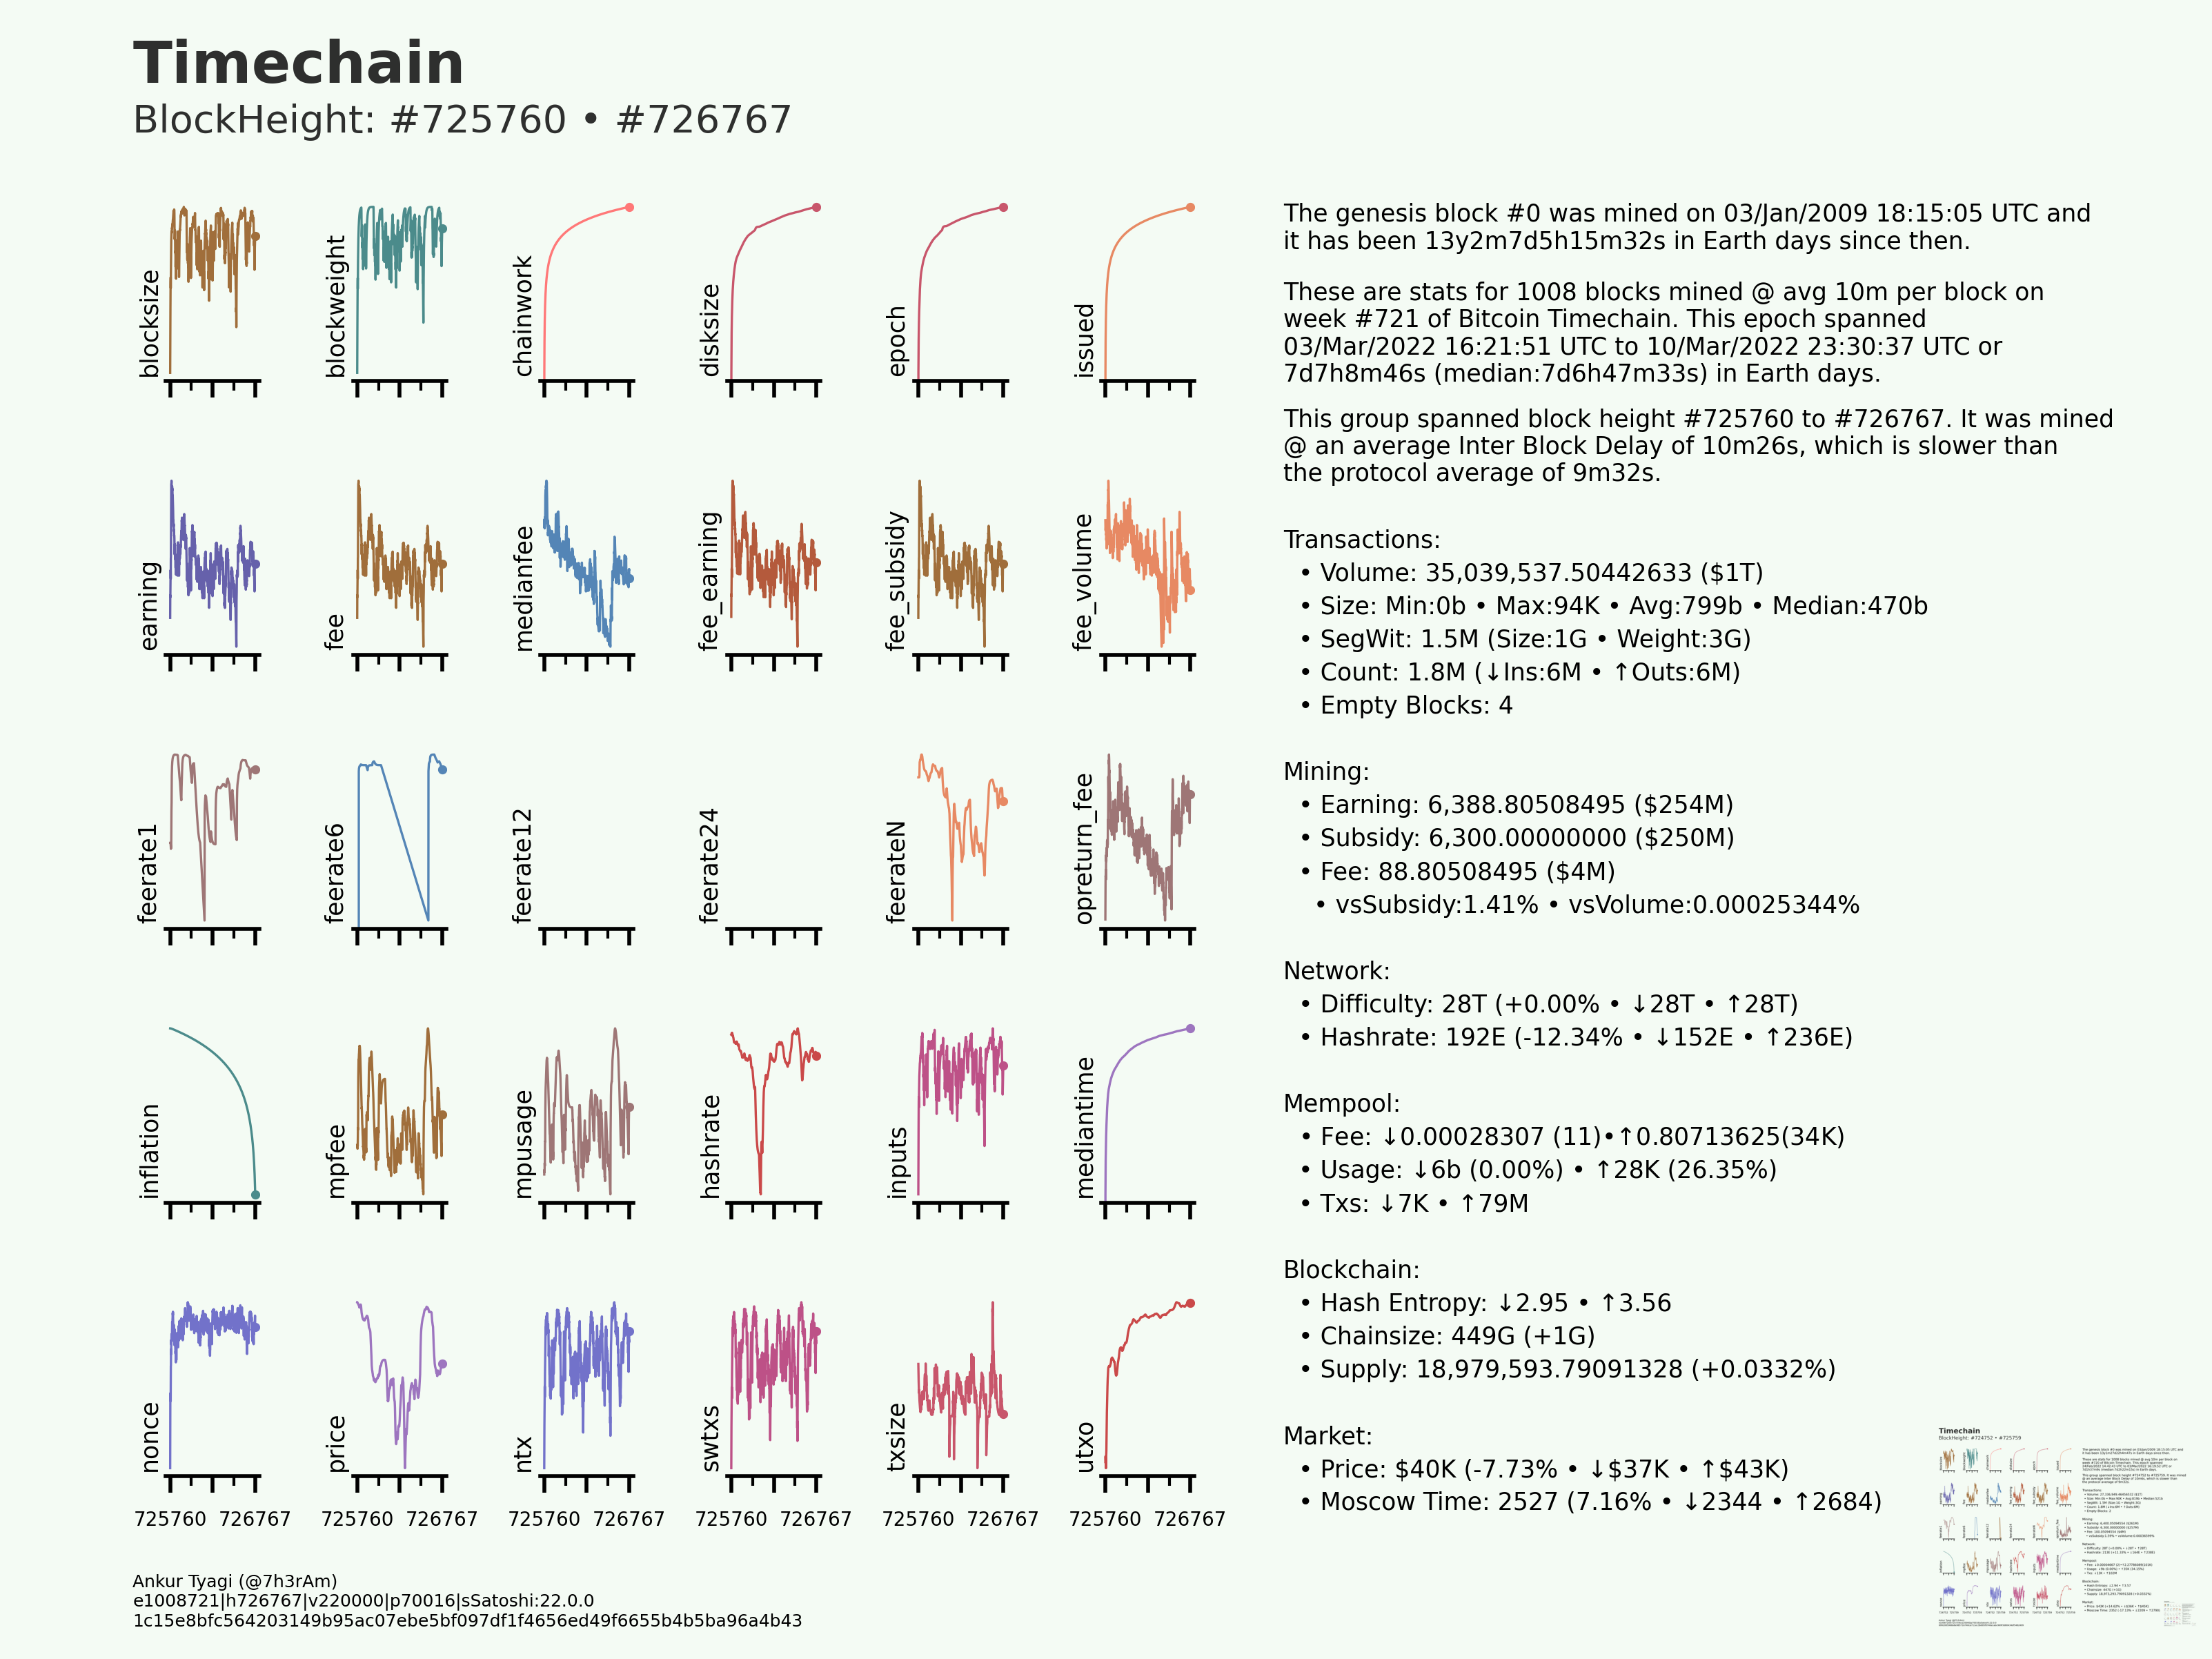 Timechain
BlockHeight: #725760 • #726767
blocksize
blockweight
chainwork
disksize
epoch
issued
earning
fee
medianfee
fee_earning
fee_subsidy
fee_volume
feerate1
feerate6
feerate12
feerate24
feerateN
opreturn_fee
inflation
mpfee
mpusage
hashrate
inputs
mediantime
nonce
price
ntx
swtxs
txsize
utxo
725760 726767 725760 726767 725760 726767 725760 726767 725760 726767 725760 726767
The genesis block #0 was mined on 03/Jan/2009 18:15:05 UTC and
it has been 13y2m7d5h15m32s in Earth days since then.
These are stats for 1008 blocks mined @ avg 10m per block on
week #721 of Bitcoin Timechain. This epoch spanned
03/Mar/2022 16:21:51 UTC to 10/Mar/2022 23:30:37 UTC or
7d7h8m46s (median:7d6h47m33s) in Earth days.
This group spanned block height #725760 to #726767. It was mined
@ an average Inter Block Delay of 10m26s, which is slower than
the protocol average of 9m32s.
Transactions:
• Volume: 35,039,537.50442633 ($1T)
• Size: Min:0b • Max:94K • Avg:799b • Median:470b
• SegWit: 1.5M (Size:1G • Weight:3G)
• Count: 1.8M (↓Ins:6M • ↑Outs:6M)
• Empty Blocks: 4
Mining:
• Earning: 6,388.80508495 ($254M)
• Subsidy: 6,300.00000000 ($250M)
• Fee: 88.80508495 ($4M)
• vsSubsidy:1.41% • vsVolume:0.00025344%
Network:
• Difficulty: 28T (+0.00% • ↓28T • ↑28T)
• Hashrate: 192E (-12.34% • ↓152E • ↑236E)
Mempool:
• Fee: ↓0.00028307 (11)•↑0.80713625(34K)
• Usage: ↓6b (0.00%) • ↑28K (26.35%)
• Txs: ↓7K • ↑79M
Blockchain:
• Hash Entropy: ↓2.95 • ↑3.56
• Chainsize: 449G (+1G)
• Supply: 18,979,593.79091328 (+0.0332%)
Market:
• Price: $40K (-7.73% • ↓$37K • ↑$43K)
• Moscow Time: 2527 (7.16% • ↓2344 • ↑2684)
Ankur Tyagi (@7h3rAm)
e1008721|h726767|v220000|p70016|sSatoshi:22.0.0
1c15e8bfc564203149b95ac07ebe5bf097df1f4656ed49f6655b4b5ba96a4b43
Timechain
BlockHeight: #724752 • #725759